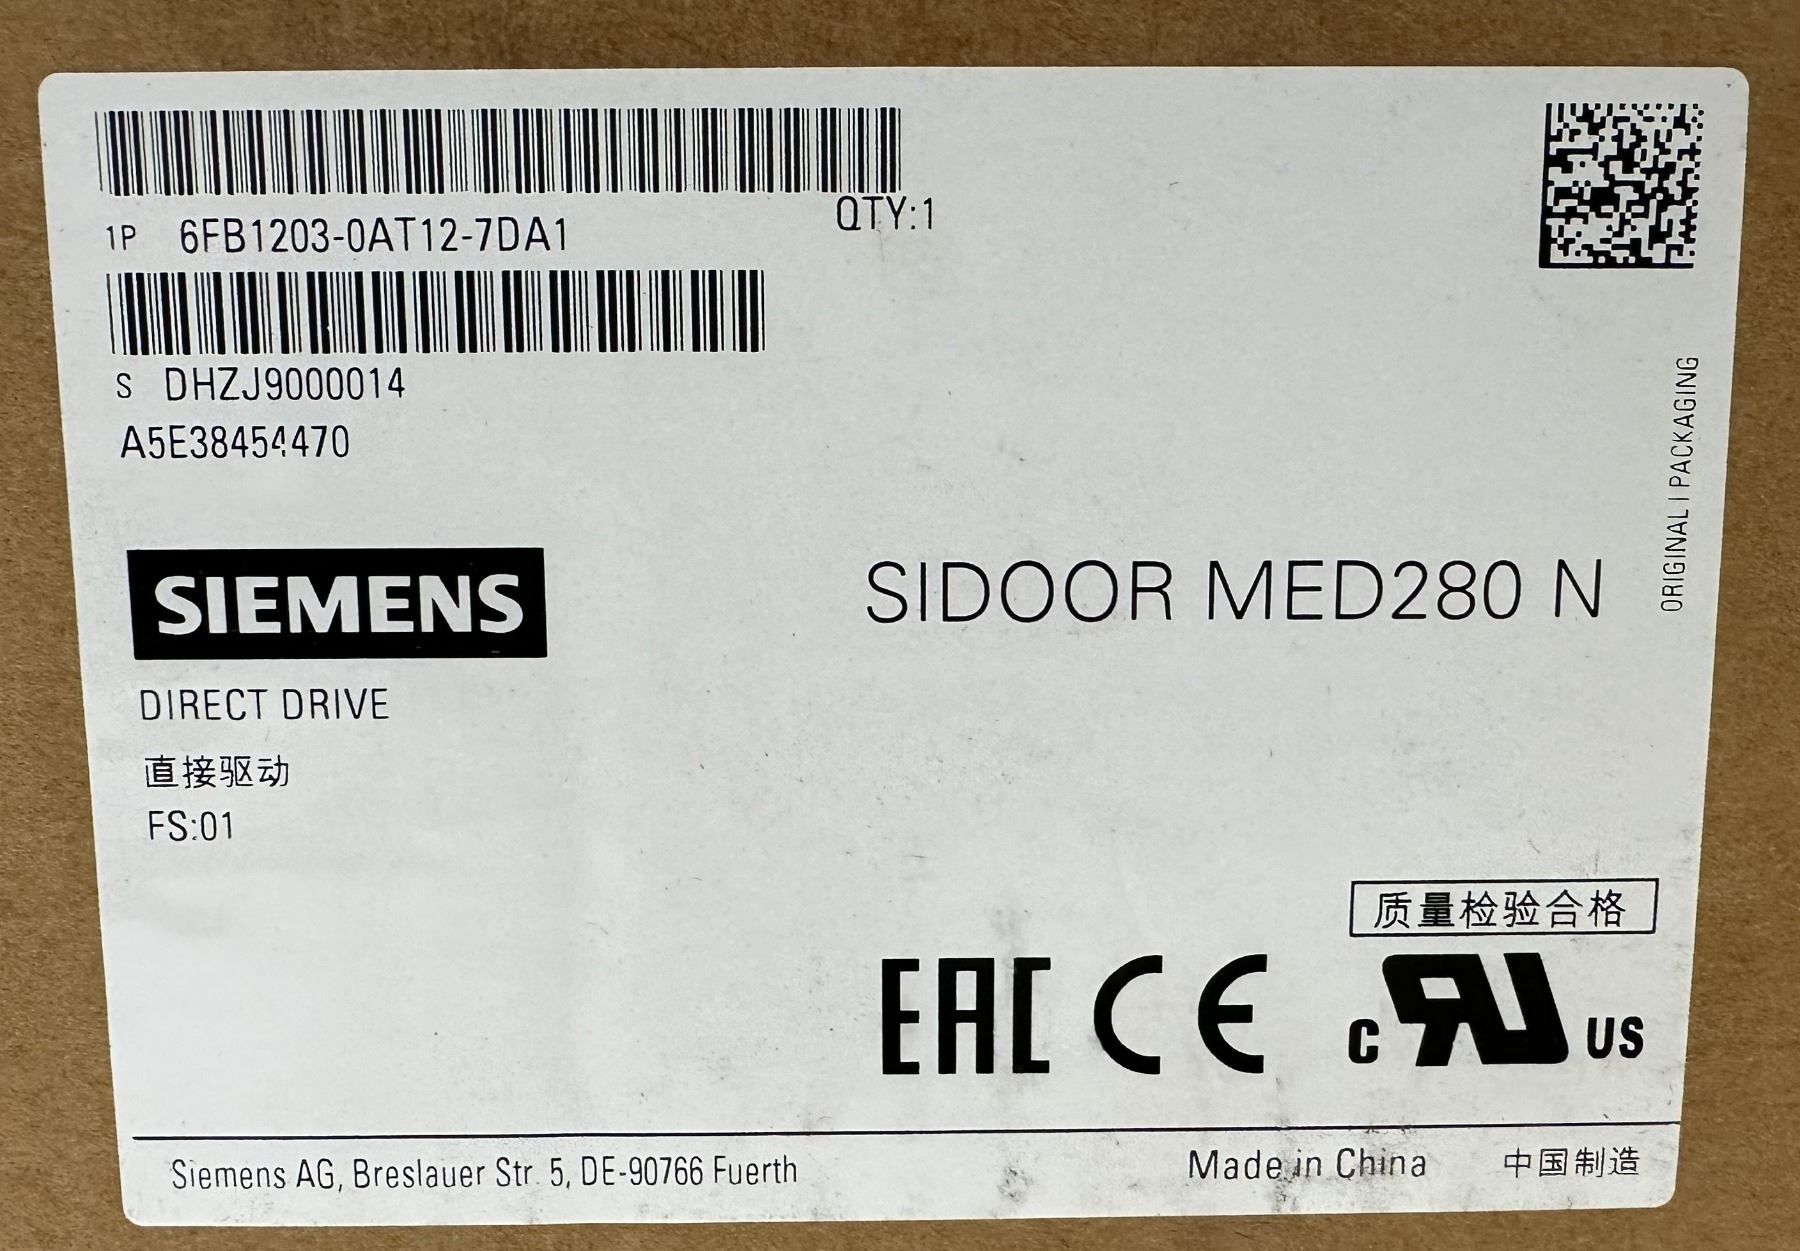 1P 6FB1203-0AT12-7DA1
QTY:1
S DHZJ9000014
A5E38454470
ORIGINAL I PACKAGING
SIEMENS
SIDOOR MED280 N
DIRECT DRIVE
直接驱动
FS:01
质量检验合格
EAC CE c RU US
Siemens AG, Breslauer Str. 5, DE-90766 Fuerth
Made in China 中国制造